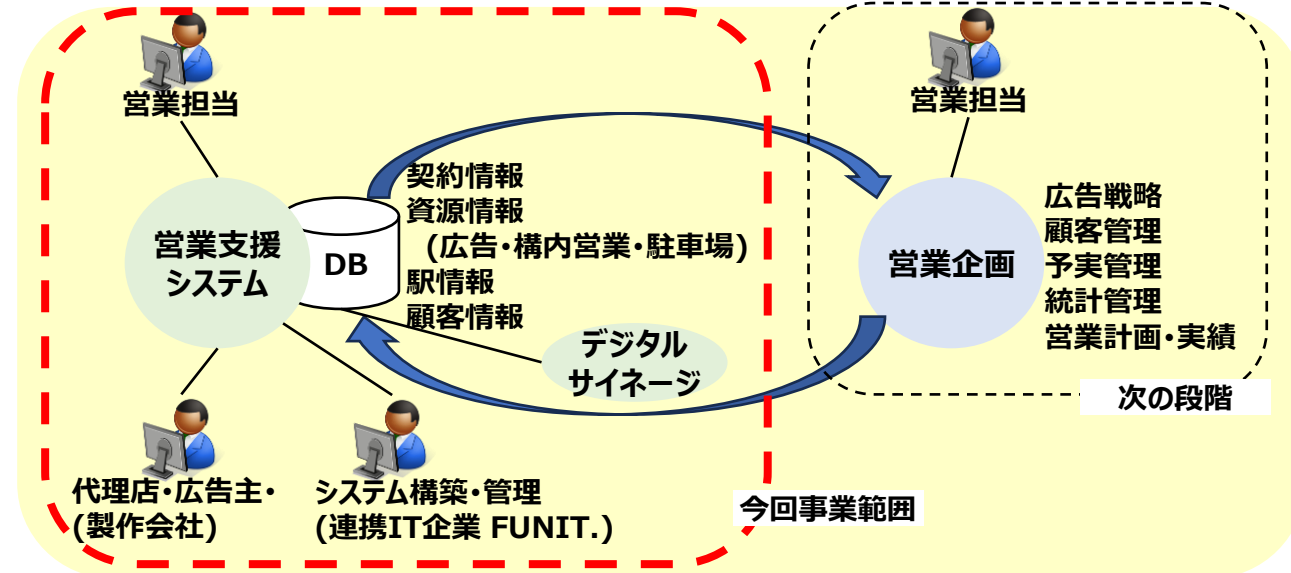 営業担当
営業支援
システム
DB
契約情報
資源情報
(広告・構内営業・駐車場)
駅情報
顧客情報
デジタル
サイネージ
代理店・広告主・
(製作会社)
システム構築・管理
(連携IT企業 FUNIT.)
今回事業範囲
営業担当
営業企画
広告戦略
顧客管理
予実管理
統計管理
営業計画・実績
次の段階